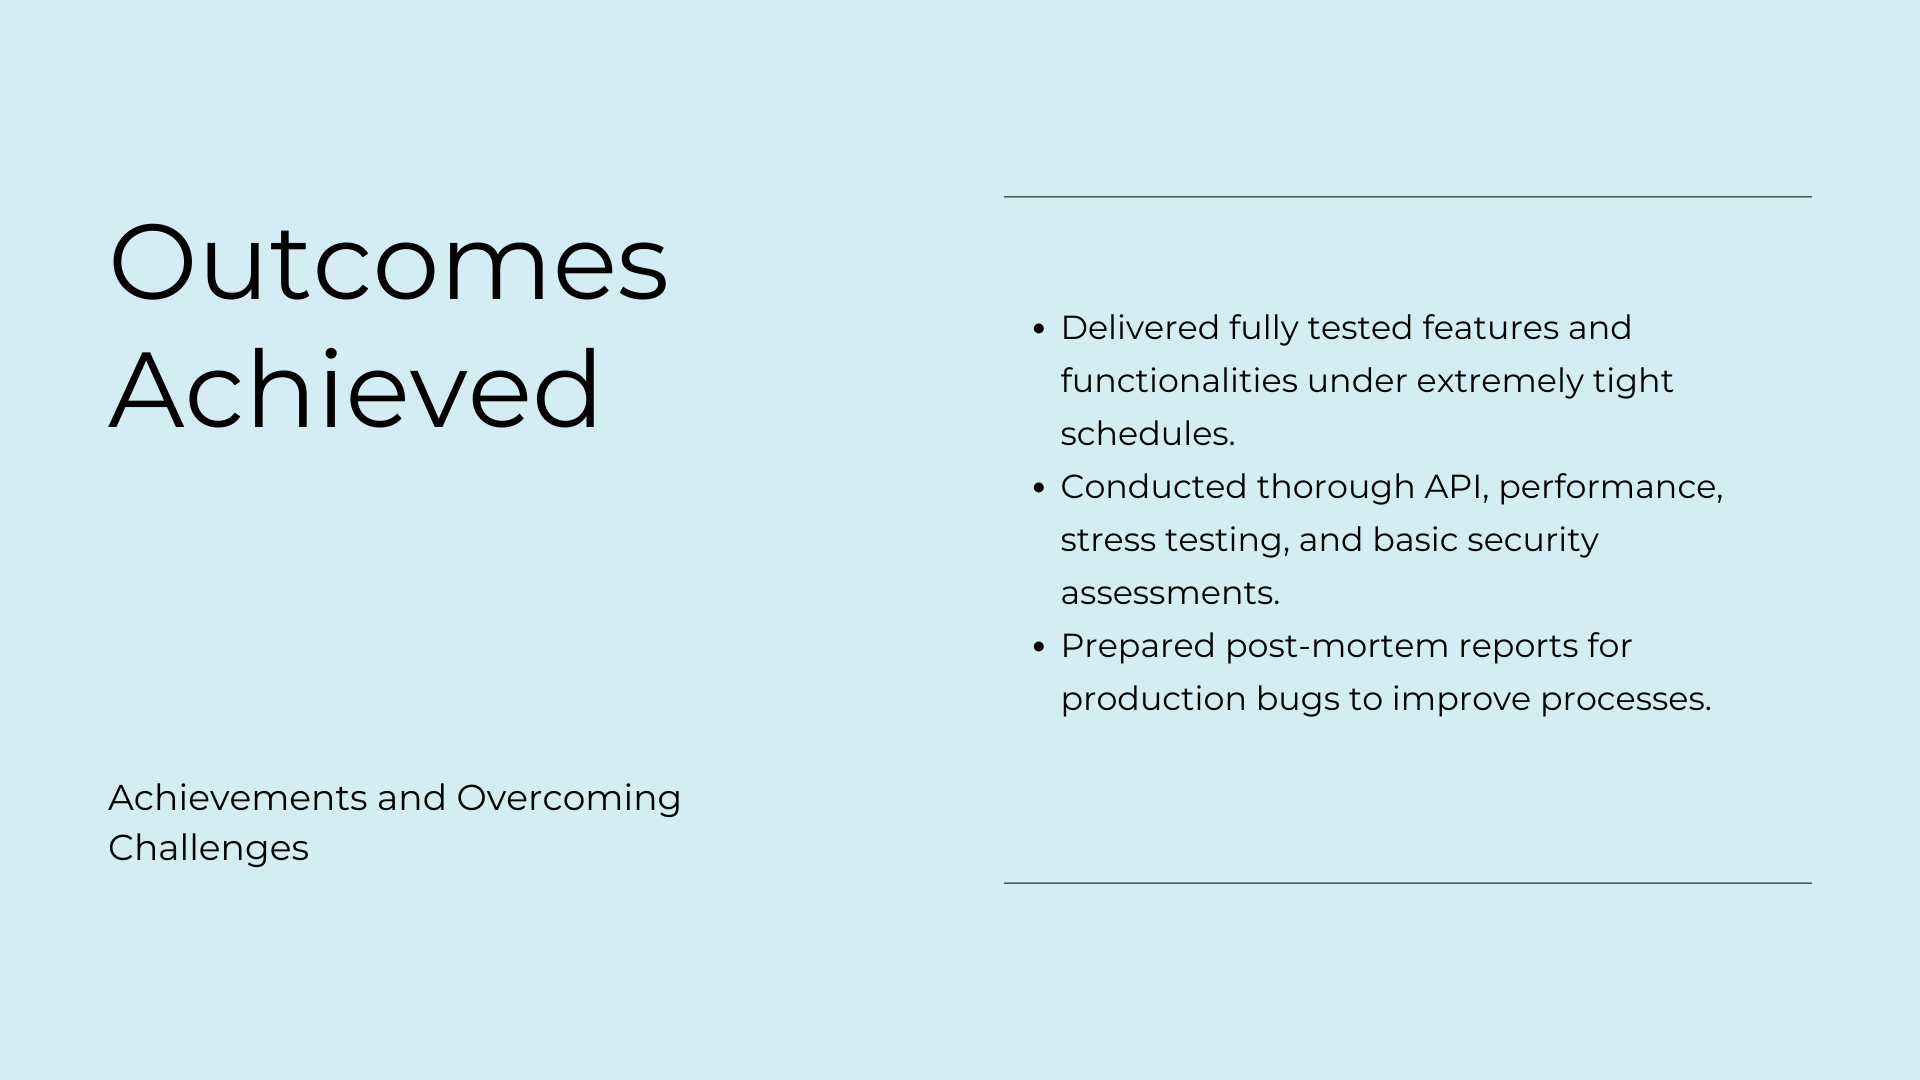 Outcomes
Achieved
Achievements and Overcoming
Challenges
• Delivered fully tested features and
functionalities under extremely tight
schedules.
• Conducted thorough API, performance,
stress testing, and basic security
assessments.
• Prepared post-mortem reports for
production bugs to improve processes.